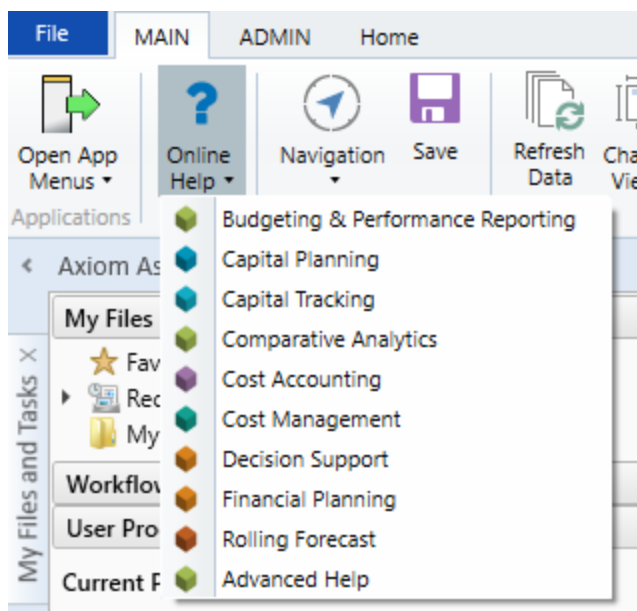 File MAIN ADMIN Home
Open App Menus
Online Help
Navigation
Save
Refresh Data
Applications
Budgeting & Performance Reporting
Capital Planning
Capital Tracking
Comparative Analytics
Cost Accounting
Cost Management
Decision Support
Financial Planning
Rolling Forecast
Advanced Help
Axiom
My Files
My
User
Current
My Files and Tasks